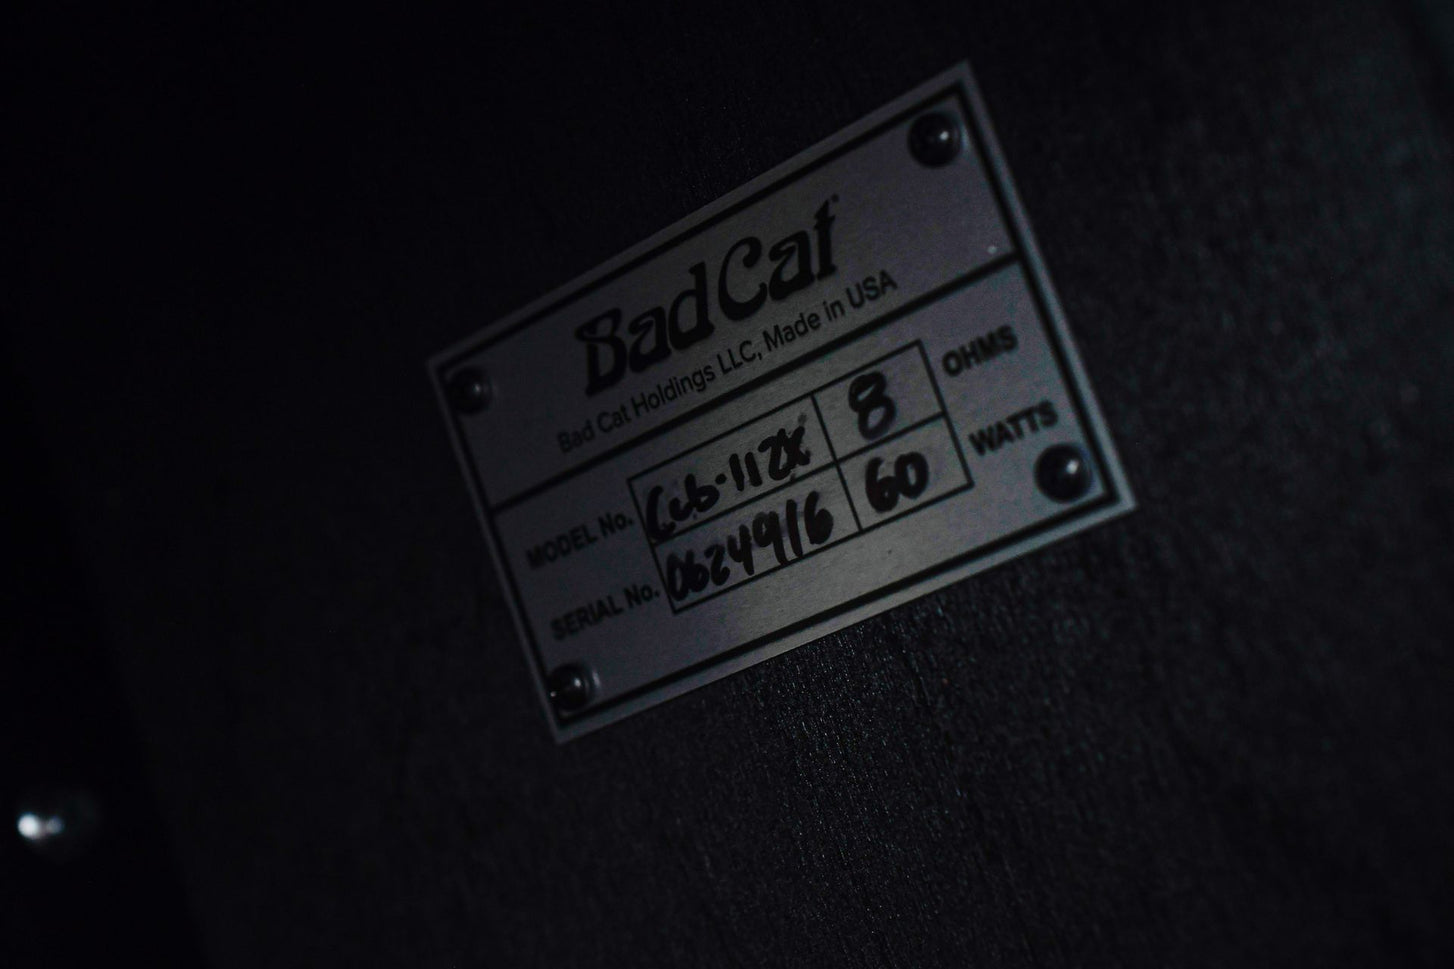 Bad Cat®
Bad Cat Holdings LLC, Made in USA
MODEL No. Cub-112X 8 OHMS
SERIAL No. 0624916 60 WATTS